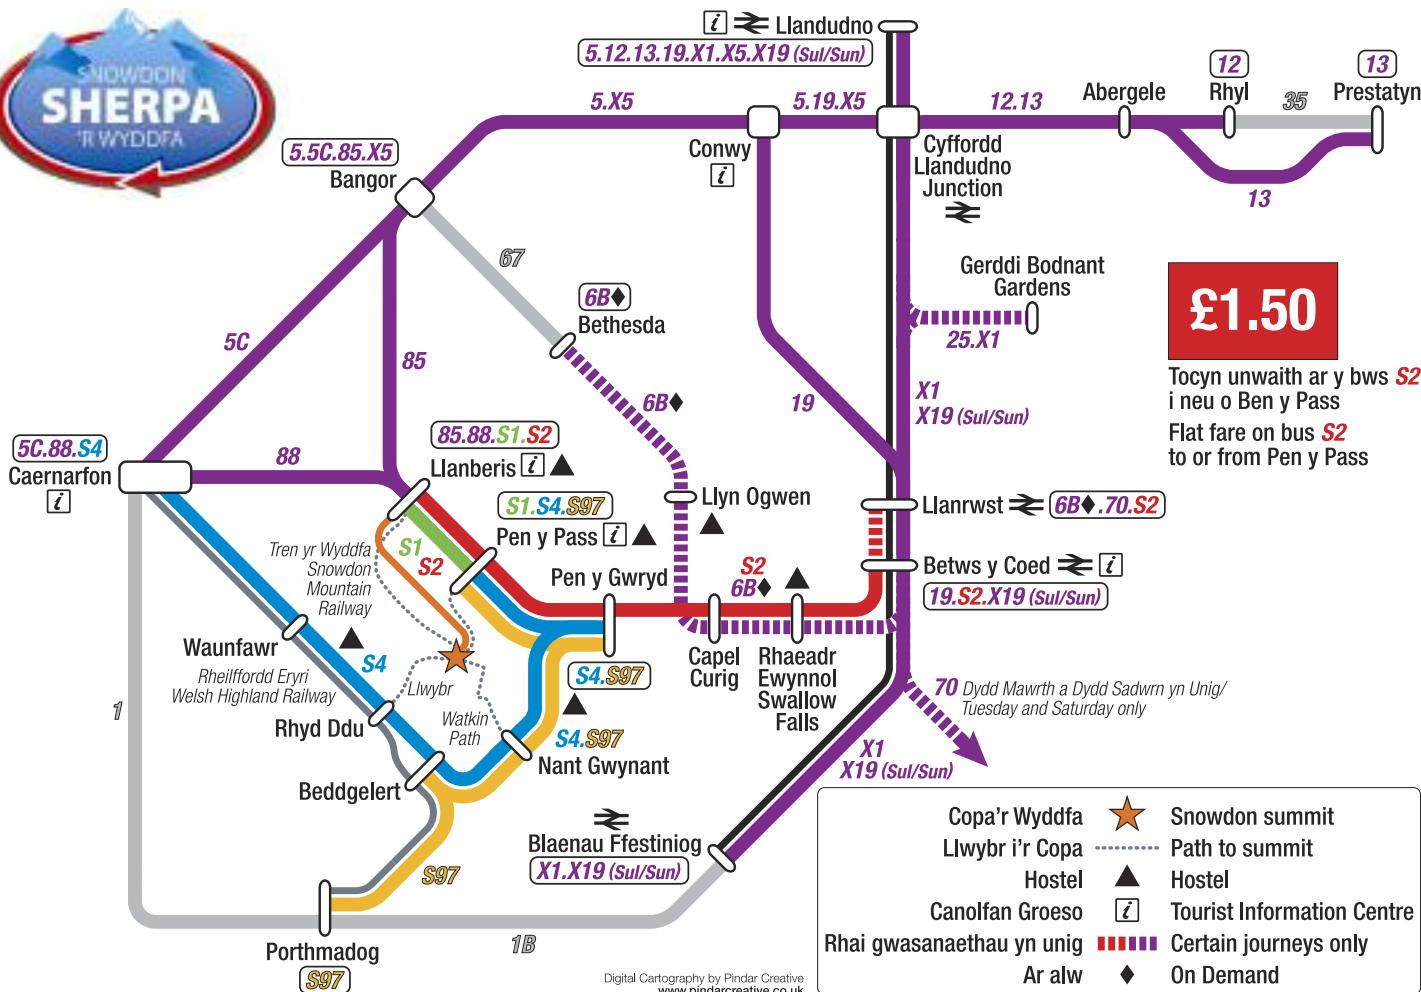 SNOWDON
SHERPA
'R WYDDFA
Llandudno
5.12.13.19.X1.X5.X19 (Sul/Sun)
5.X5
5.19.X5
12.13
Abergele
12
Rhyl
35
13
Prestatyn
13
5.5C.85.X5
Bangor
Conwy
i
Cyffordd
Llandudno
Junction
67
6B♦
Bethesda
Gerddi Bodnant
Gardens
25.X1
£1.50
Tocyn unwaith ar y bws S2
i neu o Ben y Pass
Flat fare on bus S2
to or from Pen y Pass
5C
85
6B♦
19
X1
X19 (Sul/Sun)
5C.88.S4
Caernarfon
i
88
85.88.S1.S2
Llanberis i
S1.S4.S97
Pen y Pass i
Llyn Ogwen
Llanrwst
6B♦.70.S2
S1
S2
Tren yr Wyddfa
Snowdon
Mountain
Railway
Pen y Gwryd
S2
6B♦
Betws y Coed i
19.S2.X19 (Sul/Sun)
Waunfawr
S4
Rheilffordd Eryri
Welsh Highland Railway
Llwybr
Watkin
Path
S4.S97
Capel
Curig
Rhaeadr
Ewynnol
Swallow
Falls
70 Dydd Mawrth a Dydd Sadwrn yn Unig/
Tuesday and Saturday only
1
Rhyd Ddu
S4.S97
Nant Gwynant
X1
X19 (Sul/Sun)
Beddgelert
Blaenau Ffestiniog
X1.X19 (Sul/Sun)
S97
1B
Porthmadog
S97
Copa'r Wyddfa Snowdon summit
Llwybr i'r Copa Path to summit
Hostel Hostel
Canolfan Groeso i Tourist Information Centre
Rhai gwasanaethau yn unig Certain journeys only
Ar alw ♦ On Demand
Digital Cartography by Pindar Creative
www.pindarcreative.co.uk